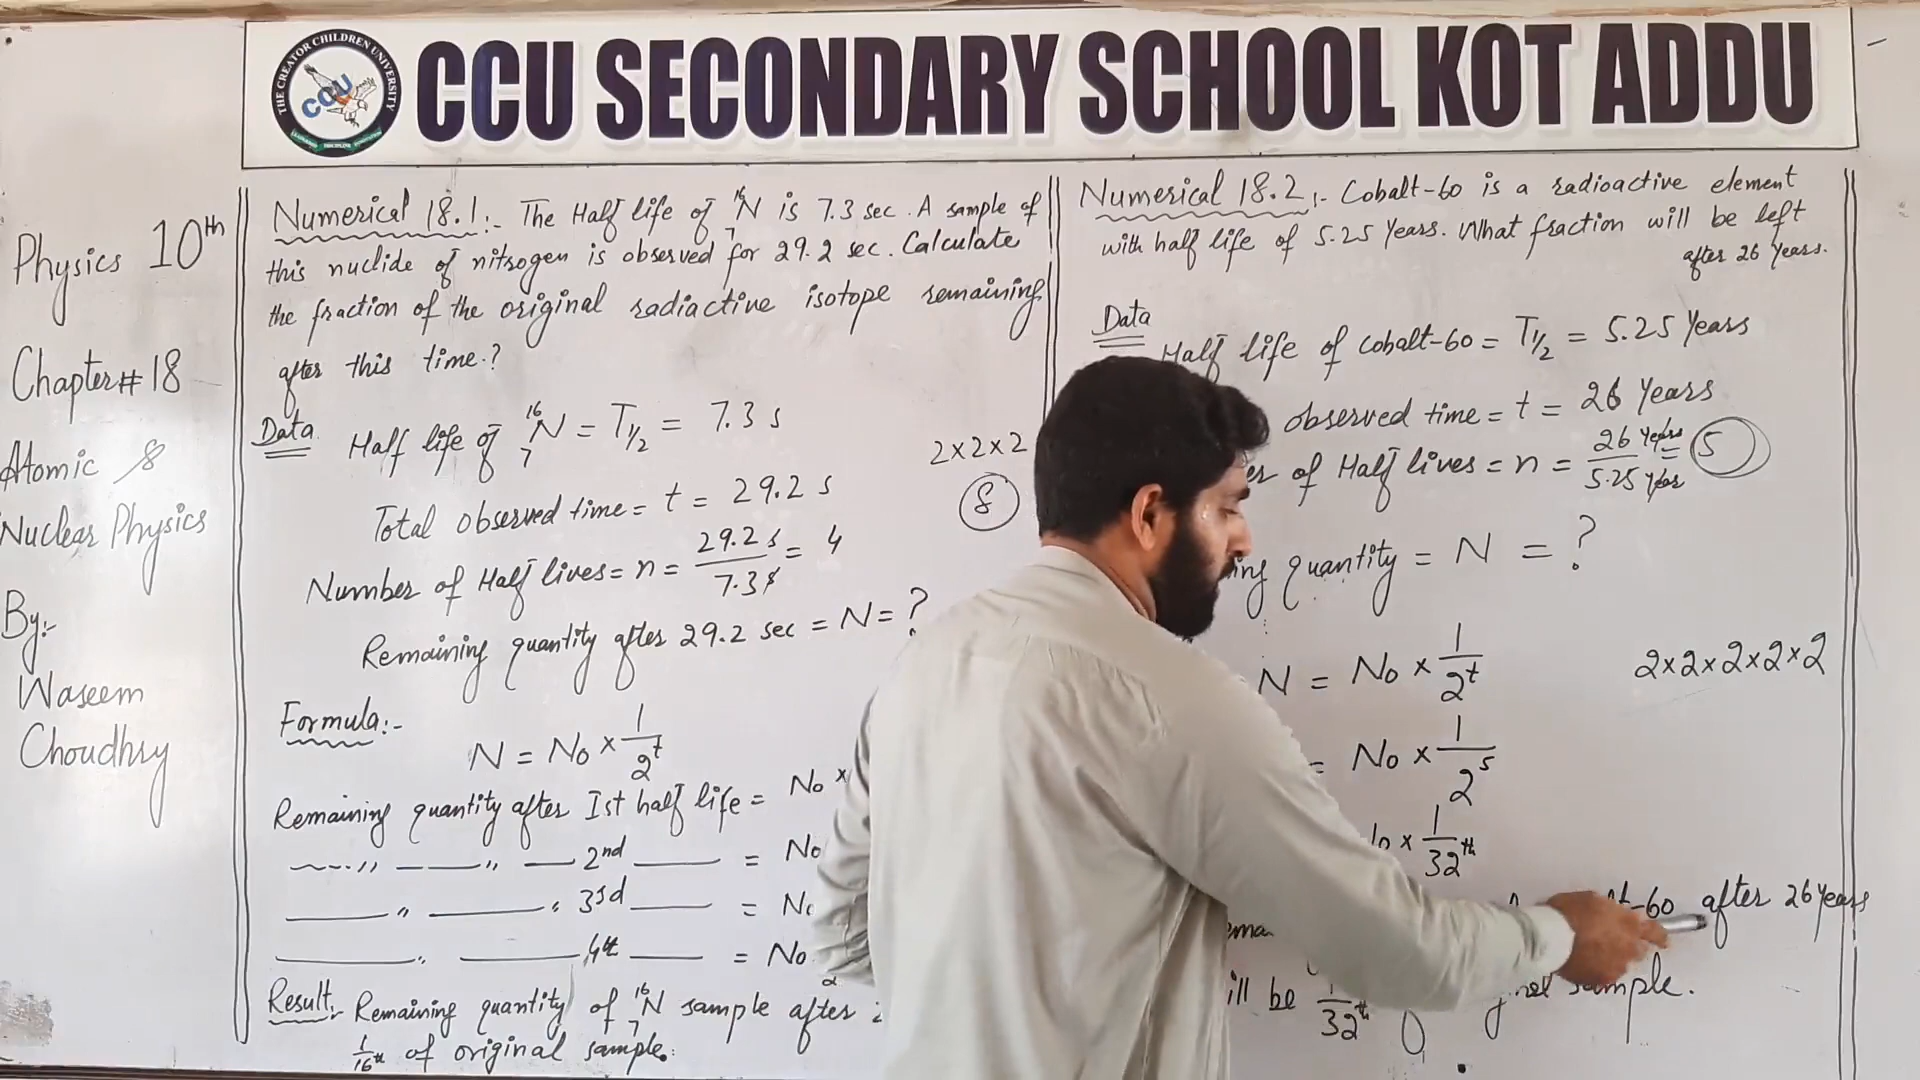 THE CREATOR CHILDREN UNIVERSITY
CCU
CCU SECONDARY SCHOOL KOT ADDU
Physics 10th
Chapter # 18
Atomic &
Nuclear Physics
By:-
Waseem
Choudhry
Numerical 18.1:- The Half life of 16 7 N is 7.3 sec. A sample of
this nuclide of nitrogen is observed for 29.2 sec. Calculate
the fraction of the original radiactive isotope remaining
after this time.?
Data Half life of 16 7 N = T1/2 = 7.3 s
2×2×2
8
Total observed time = t = 29.2 s
Number of Half lives = n = 29.2 s / 7.3 s = 4
Remaining quantity after 29.2 sec = N = ?
Formula:-
N = No × 1/2^t
Remaining quantity after Ist half life = No ×
〃 〃 2nd = No
〃 〃 3rd = No
〃 4th = No
Result:- Remaining quantity of 16 7 N sample after
1/16th of original sample.
Numerical 18.2:- Cobalt-60 is a radioactive element
with half life of 5.25 Years. What fraction will be left
after 26 Years.
Data
Half life of cobalt-60 = T1/2 = 5.25 Years
observed time = t = 26 Years
of Half lives = n = 26 Years / 5.25 year = 5
quantity = N = ?
N = No × 1/2^t
2×2×2×2×2
= No × 1/2^5
× 1/32th
-60 after 26 Years
be 1/32th sample.